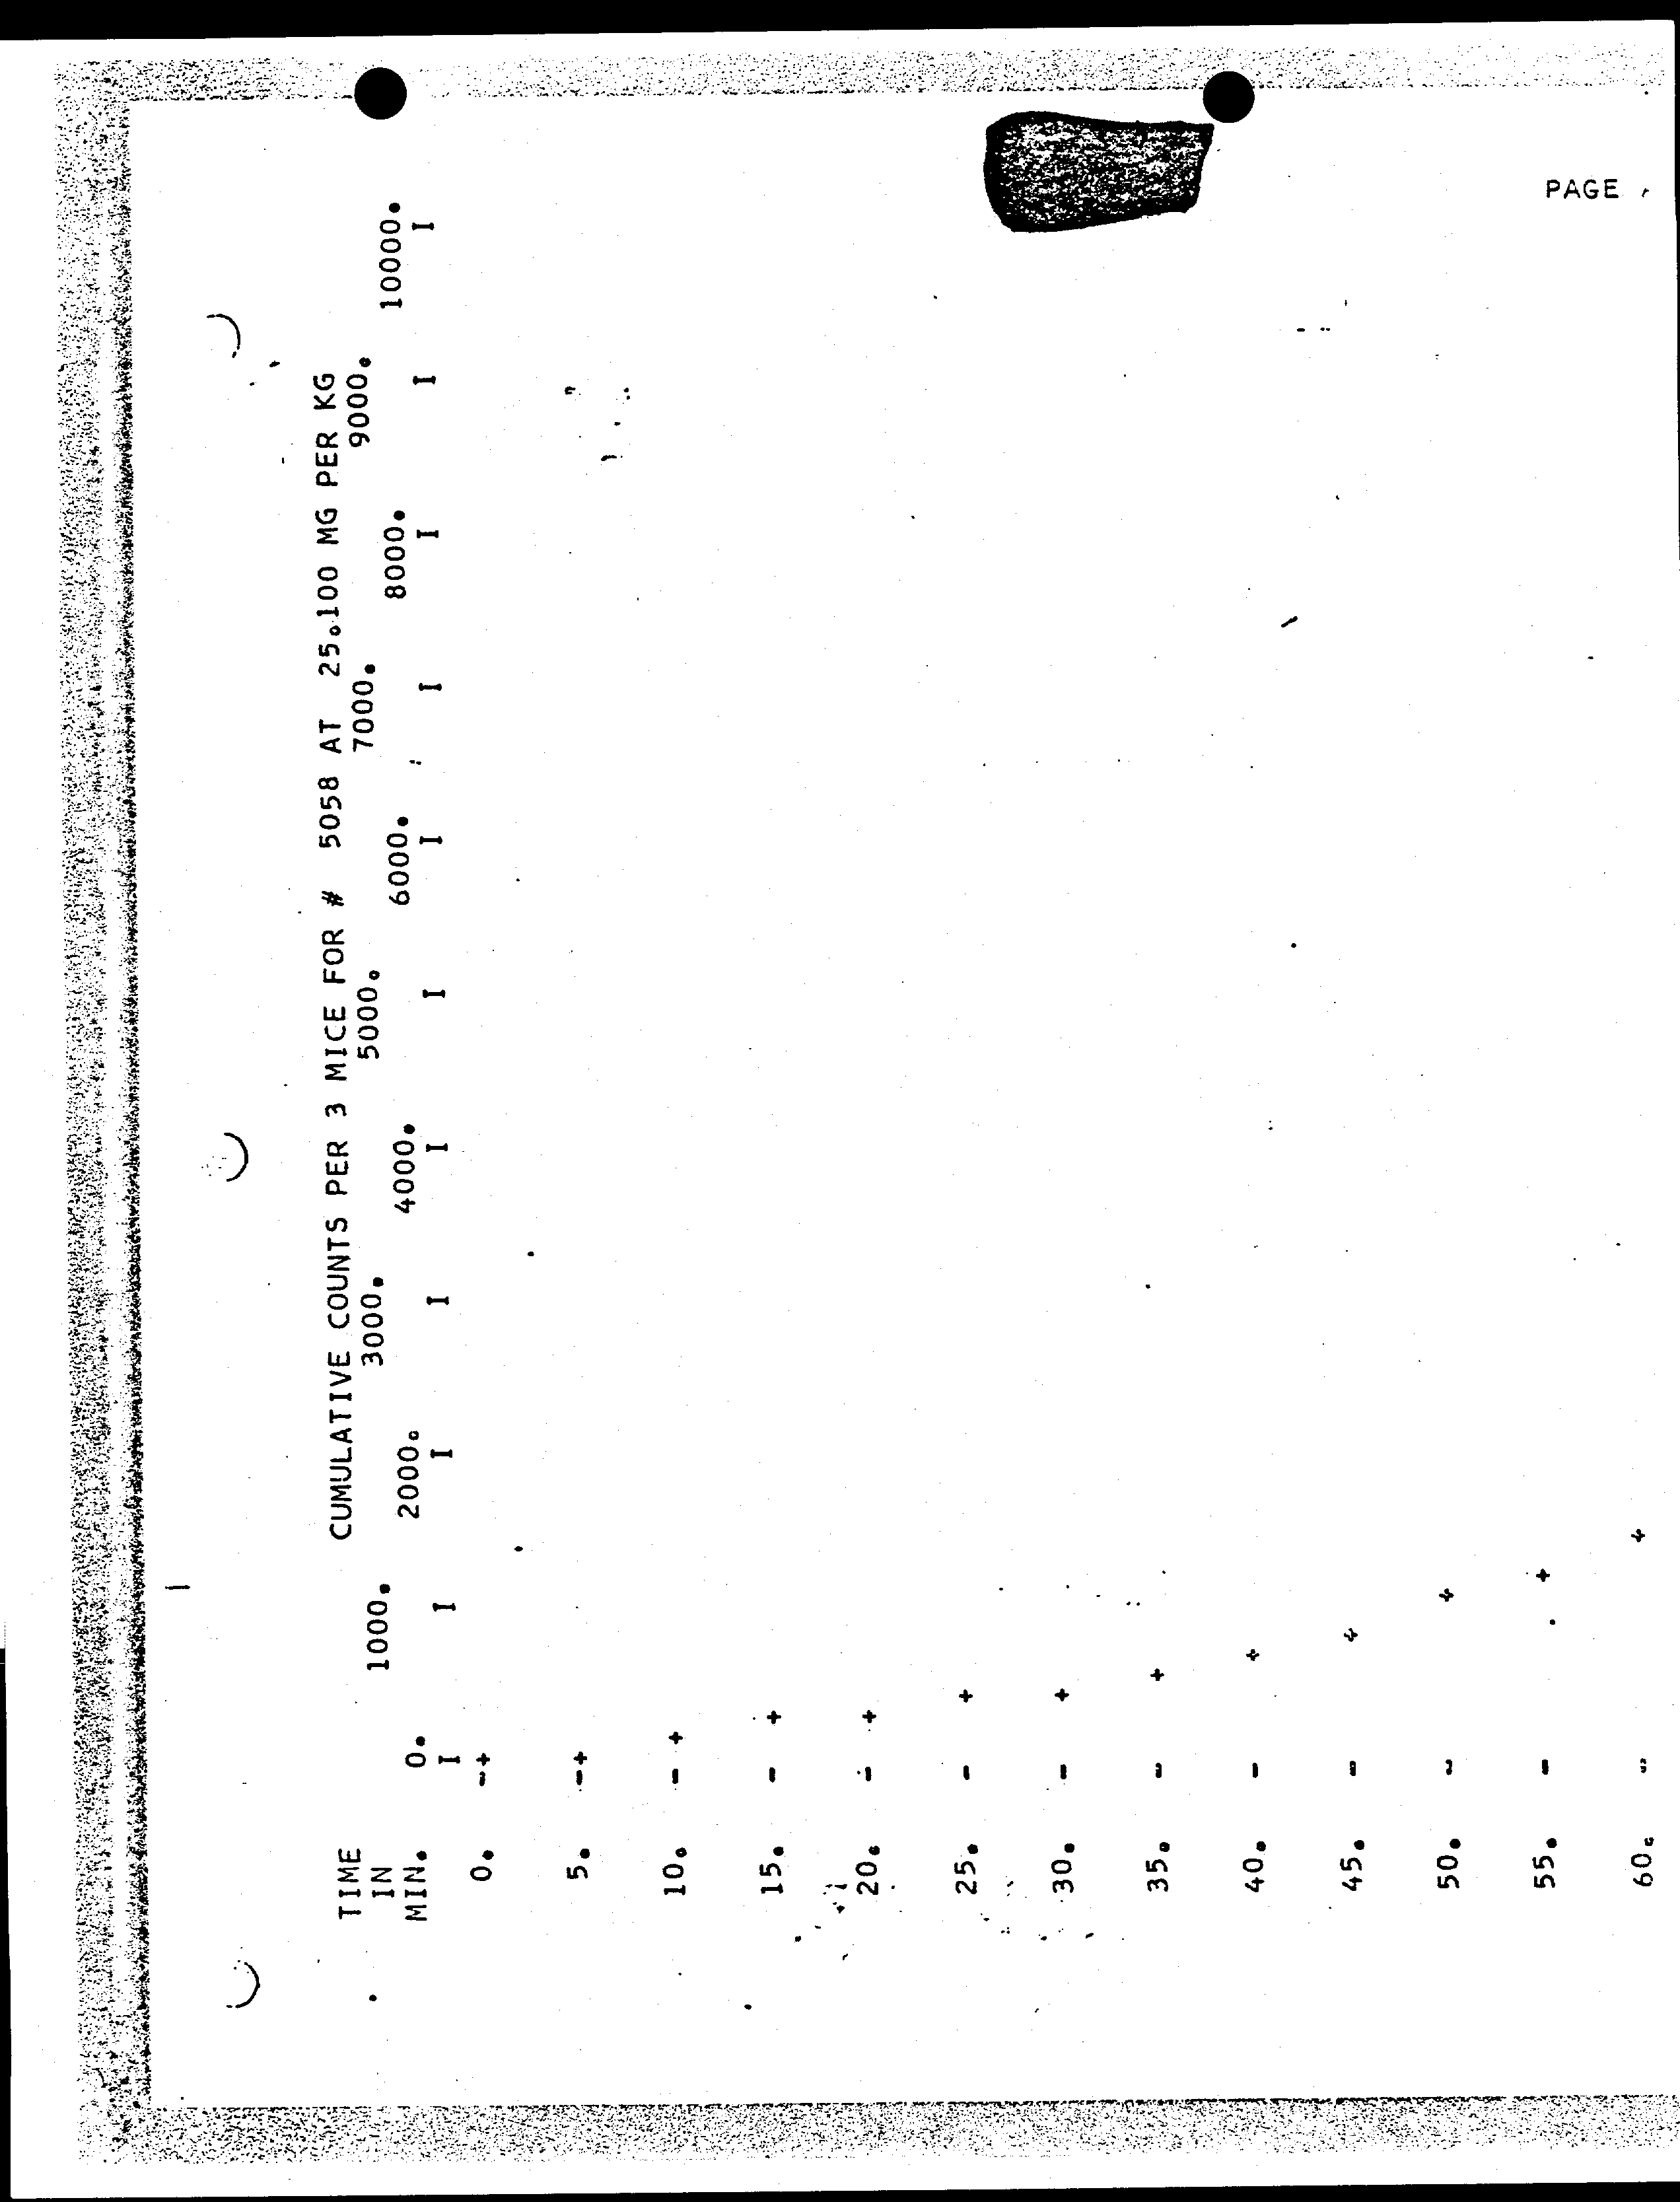 CUMULATIVE COUNTS PER 3 MICE FOR # 5058 AT 25.100 MG PER KG
TIME
IN 1000. 3000. 5000. 7000. 9000.
MIN. 0. 2000. 4000. 6000. 8000. 10000.
I I I I I I I I I I I
0. -+
5. -+
10. - +
15. - +
20. - +
25. - +
30. - +
35. - +
40. - +
45. - +
50. - +
55. - +
60. - +
PAGE